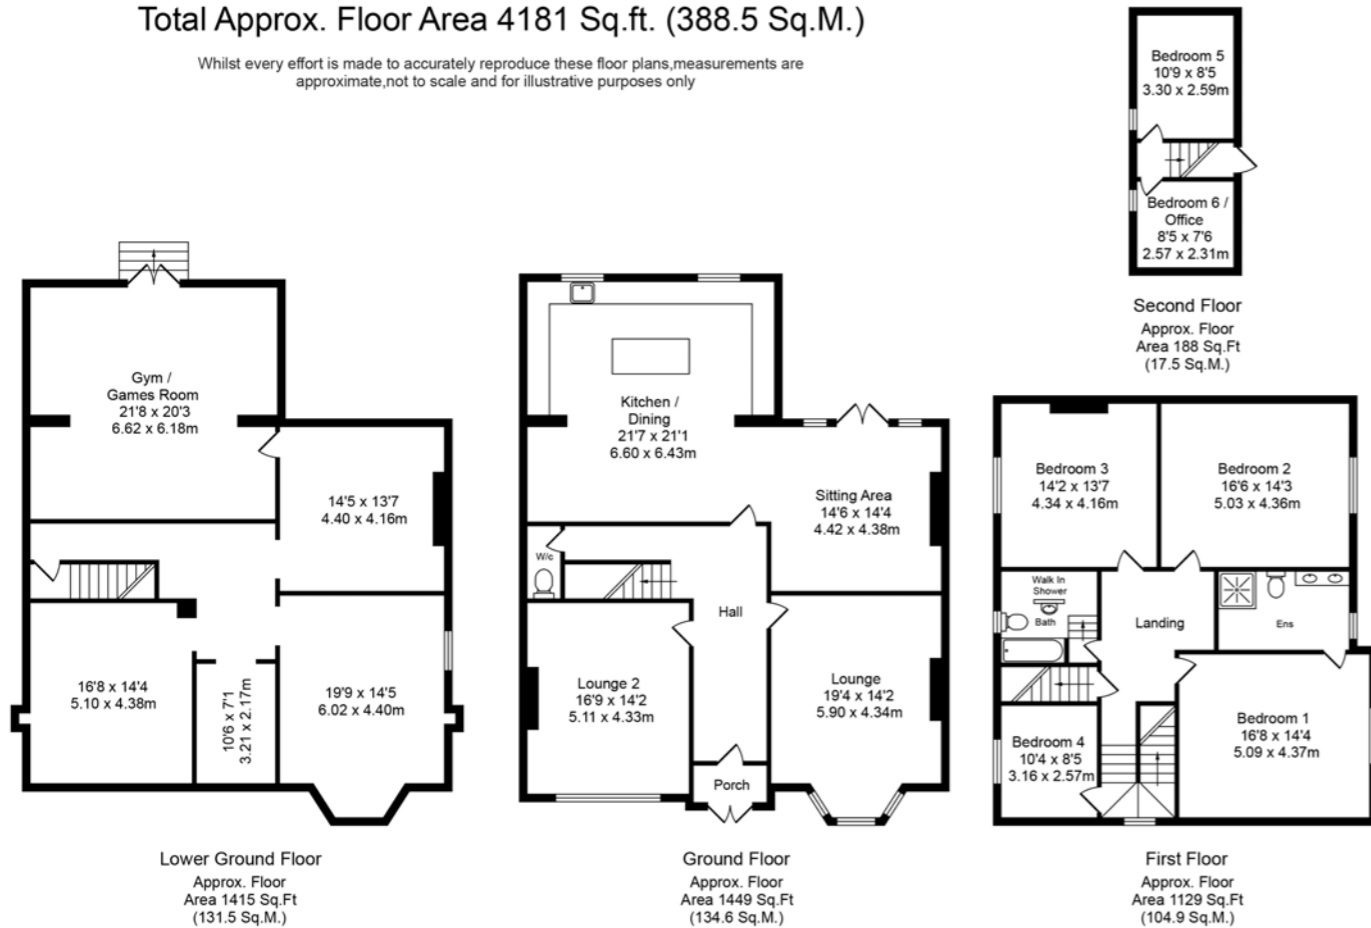 Total Approx. Floor Area 4181 Sq.ft. (388.5 Sq.M.)
Whilst every effort is made to accurately reproduce these floor plans,measurements are
approximate,not to scale and for illustrative purposes only
Bedroom 5
10'9 x 8'5
3.30 x 2.59m
Bedroom 6 /
Office
8'5 x 7'6
2.57 x 2.31m
Second Floor
Approx. Floor
Area 188 Sq.Ft
(17.5 Sq.M.)
Gym /
Games Room
21'8 x 20'3
6.62 x 6.18m
14'5 x 13'7
4.40 x 4.16m
16'8 x 14'4
5.10 x 4.38m
10'6 x 7'1
3.21 x 2.17m
19'9 x 14'5
6.02 x 4.40m
Lower Ground Floor
Approx. Floor
Area 1415 Sq.Ft
(131.5 Sq.M.)
Kitchen /
Dining
21'7 x 21'1
6.60 x 6.43m
Sitting Area
14'6 x 14'4
4.42 x 4.38m
W/c
Hall
Lounge 2
16'9 x 14'2
5.11 x 4.33m
Lounge
19'4 x 14'2
5.90 x 4.34m
Porch
Ground Floor
Approx. Floor
Area 1449 Sq.Ft
(134.6 Sq.M.)
Bedroom 3
14'2 x 13'7
4.34 x 4.16m
Bedroom 2
16'6 x 14'3
5.03 x 4.36m
Walk In
Shower
Bath
Landing
Ens
Bedroom 4
10'4 x 8'5
3.16 x 2.57m
Bedroom 1
16'8 x 14'4
5.09 x 4.37m
First Floor
Approx. Floor
Area 1129 Sq.Ft
(104.9 Sq.M.)